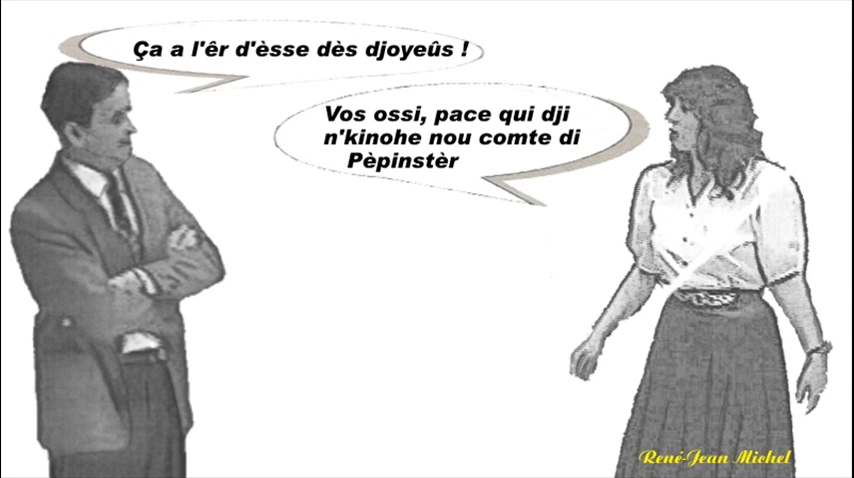 Ça a l'êr d'èsse dès djoyeûs !
Vos ossi, pace qui dji
n'kinohe nou comte di
Pèpinstèr
René-Jean Michel